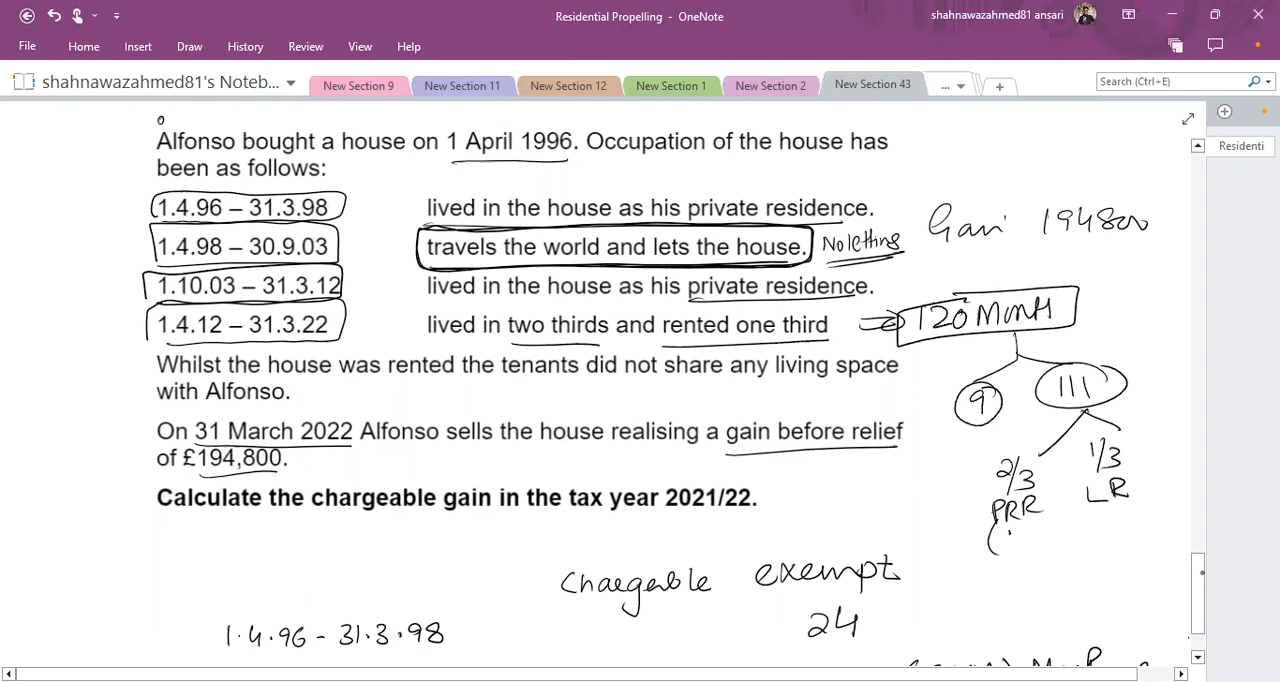 Residential Propelling - OneNote
shahnawazahmed81 ansari
File Home Insert Draw History Review View Help
shahnawazahmed81's Noteb...
New Section 9 New Section 11 New Section 12 New Section 1 New Section 2 New Section 43 ...
Search (Ctrl+E)
Residenti
Alfonso bought a house on 1 April 1996. Occupation of the house has
been as follows:
1.4.96 – 31.3.98 lived in the house as his private residence.
Gain 194800
1.4.98 – 30.9.03 travels the world and lets the house. No letting
1.10.03 – 31.3.12 lived in the house as his private residence.
1.4.12 – 31.3.22 lived in two thirds and rented one third
120 Month
Whilst the house was rented the tenants did not share any living space
with Alfonso.
9 111
On 31 March 2022 Alfonso sells the house realising a gain before relief
of £194,800.
2/3 1/3
PRR LR
Calculate the chargeable gain in the tax year 2021/22.
Chargeable exempt
1.4.96 - 31.3.98 24